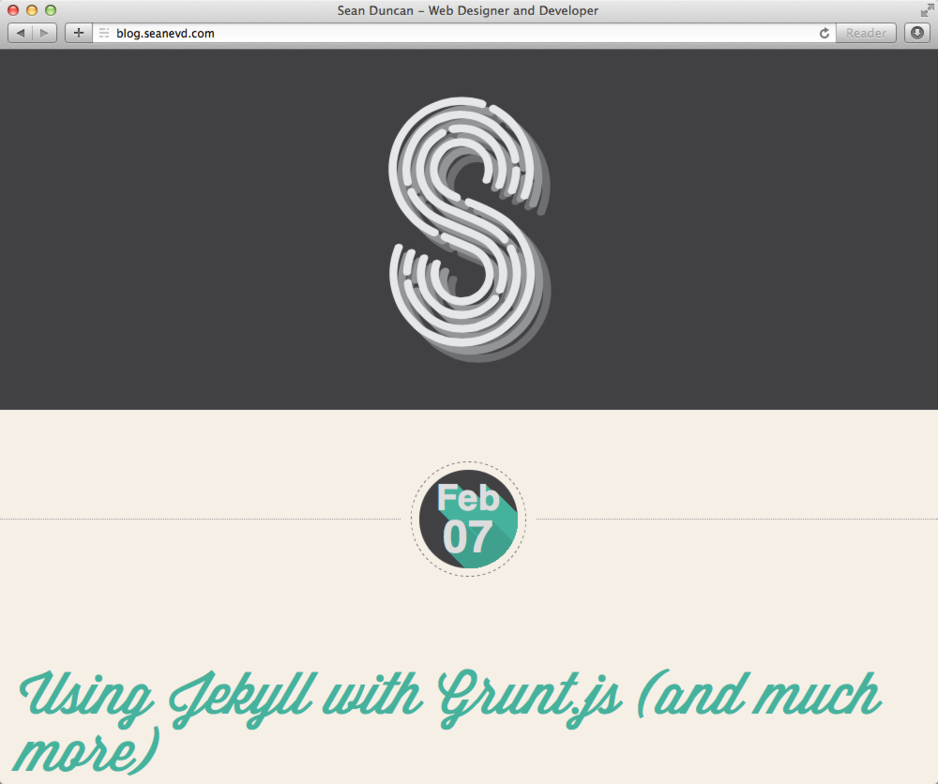 Sean Duncan – Web Designer and Developer
blog.seanevd.com
Reader
S
Feb
07
Using Jekyll with Grunt.js (and much
more)